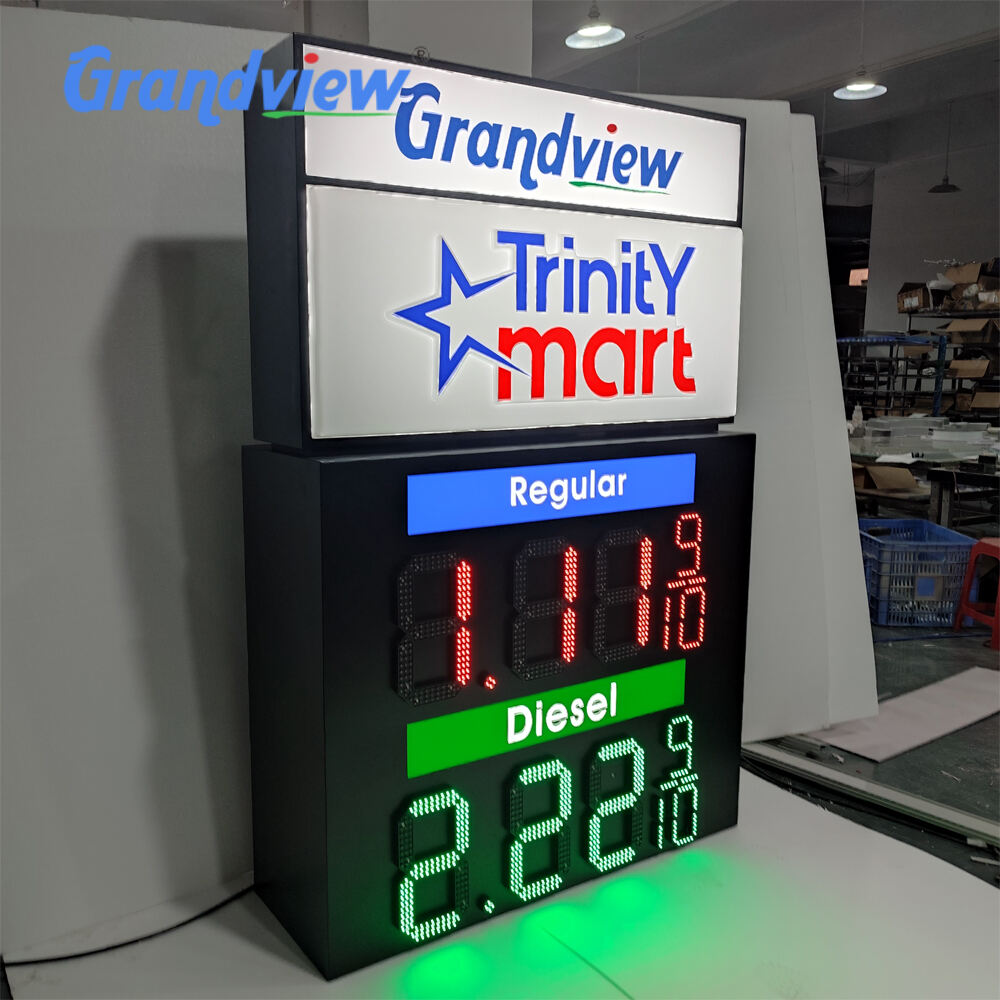 Grandview®
Grandview
Trinity
mart
Regular
1.11 9/10
Diesel
2.22 9/10